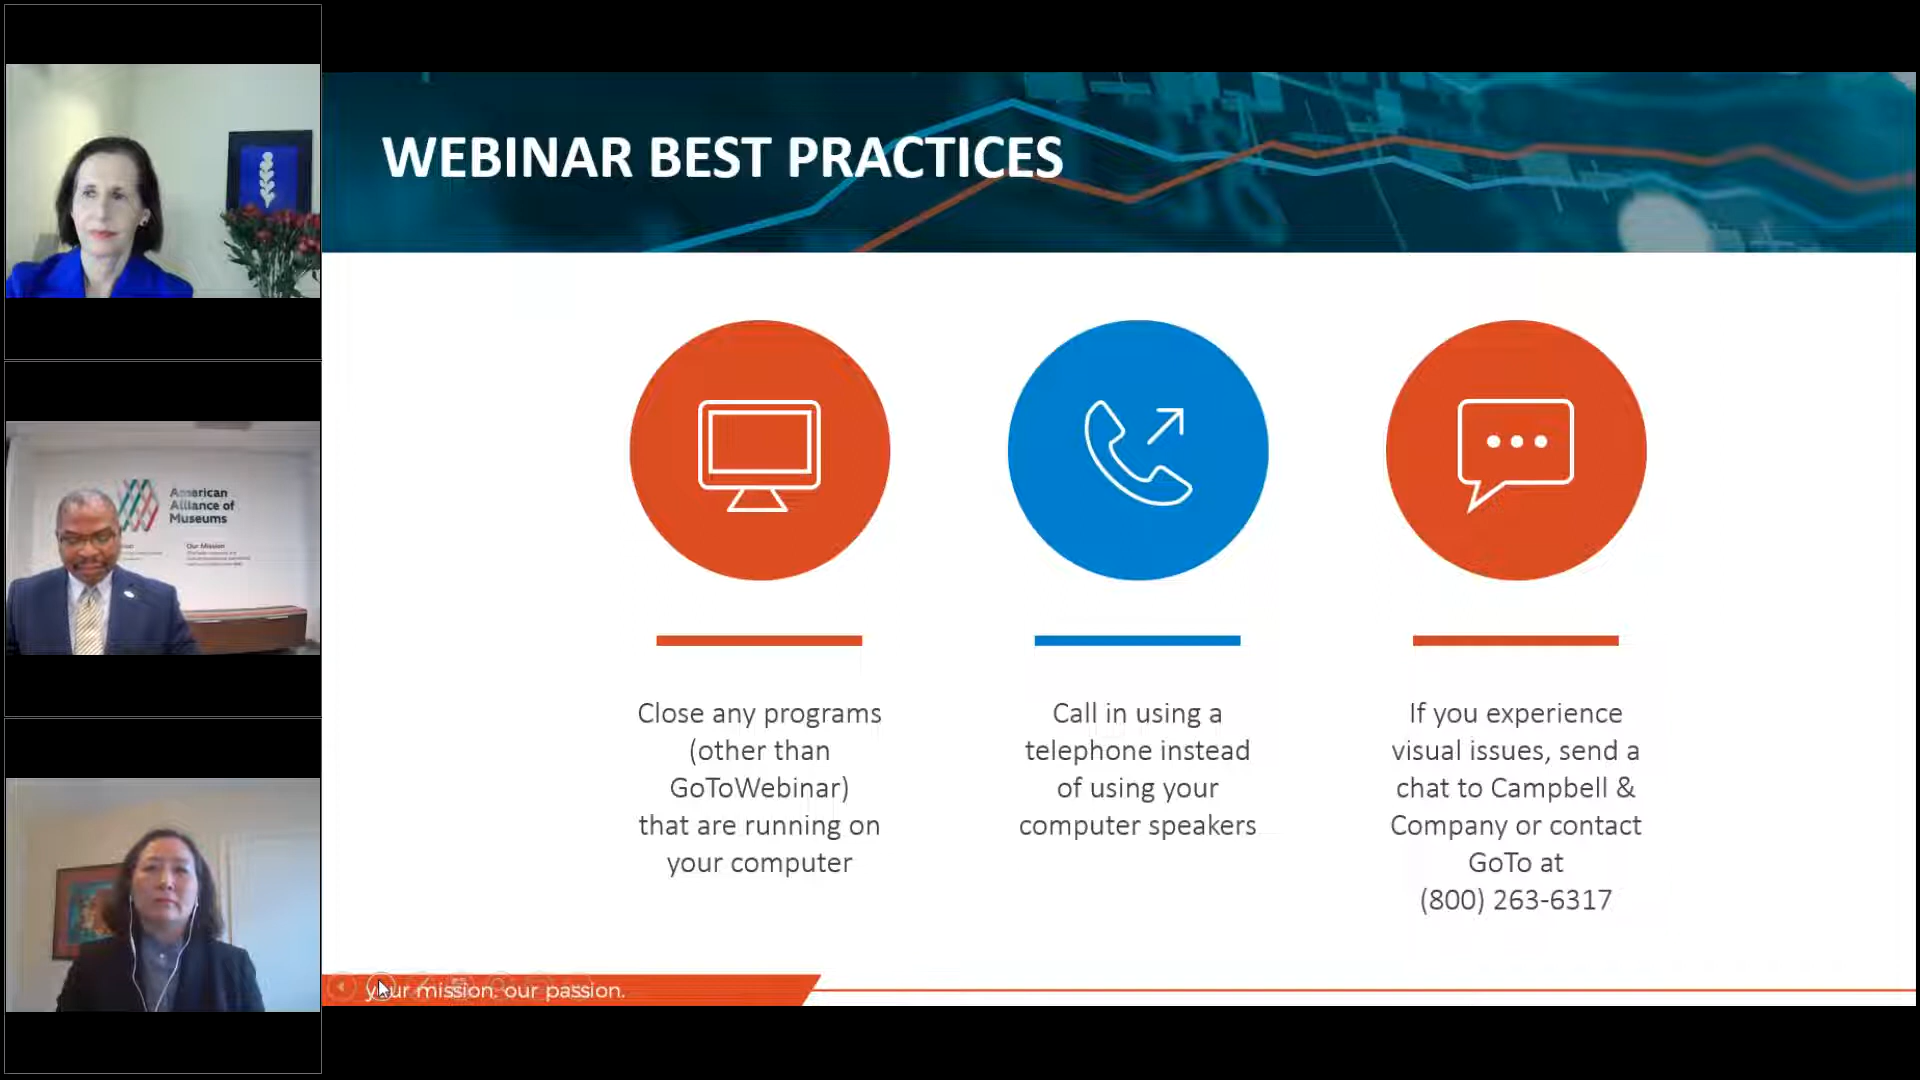 WEBINAR BEST PRACTICES
American
Alliance of
Museums
Our Mission
Close any programs
(other than
GoToWebinar)
that are running on
your computer
Call in using a
telephone instead
of using your
computer speakers
If you experience
visual issues, send a
chat to Campbell &
Company or contact
GoTo at
(800) 263-6317
your mission. our passion.